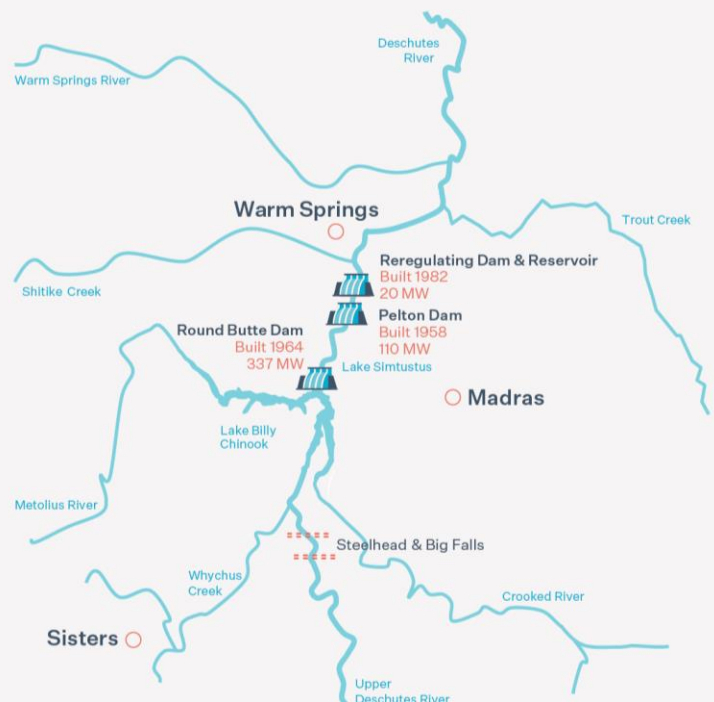 Deschutes
River
Warm Springs River
Warm Springs
Trout Creek
Reregulating Dam & Reservoir
Built 1982
20 MW
Shitike Creek
Pelton Dam
Built 1958
110 MW
Round Butte Dam
Built 1964
337 MW
Lake Simtustus
Madras
Lake Billy
Chinook
Metolius River
Steelhead & Big Falls
Whychus
Creek
Crooked River
Sisters
Upper
Deschutes River